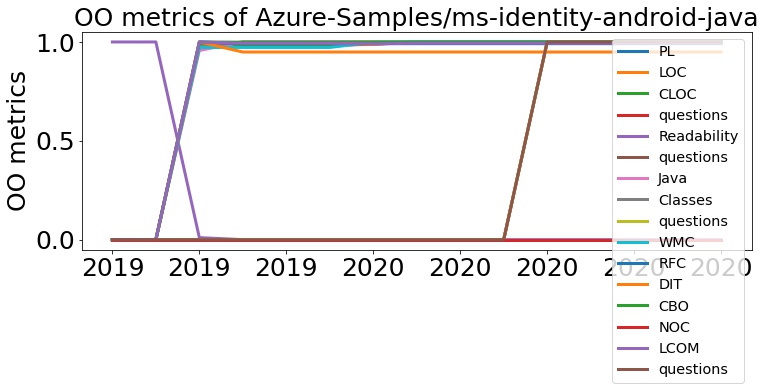 OO metrics of Azure-Samples/ms-identity-android-java
OO metrics
1.0
0.5
0.0
2019
2019
2019
2020
2020
2020
2020
2020
PL
LOC
CLOC
questions
Readability
questions
Java
Classes
questions
WMC
RFC
DIT
CBO
NOC
LCOM
questions